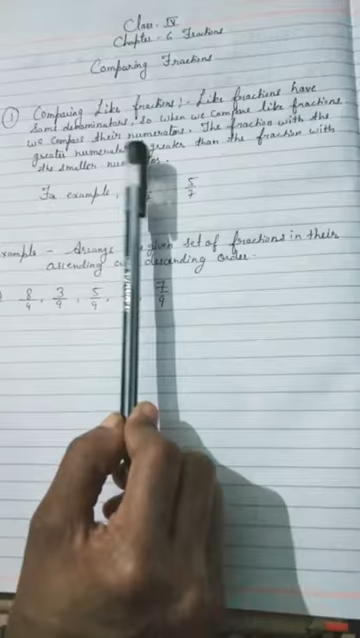 Class - IV
Chapter - 6 Fractions
Comparing Fractions
① Comparing Like fractions :- Like fractions have
same denominators. So when we compare like fractions
we compare their numerators. The fraction with the
greater numerator greater than the fraction with
the smaller
For example, 5/7
Example - Arrange given set of fractions in their
ascending descending order.
8/9, 3/9, 5/9, 7/9